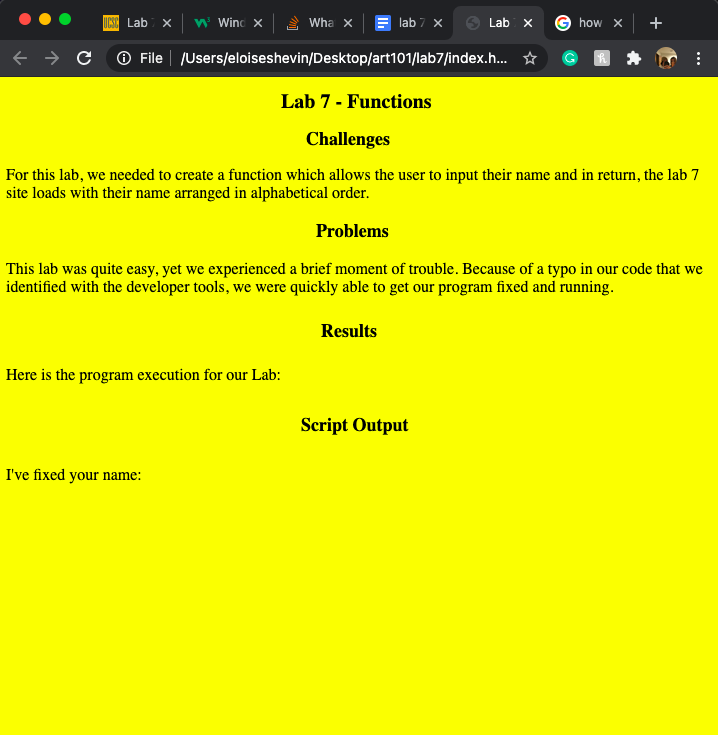 Lab
Wind
Wha
lab 7
Lab
how
File
/Users/eloiseshevin/Desktop/art101/lab7/index.h...
Lab 7 - Functions
Challenges
For this lab, we needed to create a function which allows the user to input their name and in return, the lab 7
site loads with their name arranged in alphabetical order.
Problems
This lab was quite easy, yet we experienced a brief moment of trouble. Because of a typo in our code that we
identified with the developer tools, we were quickly able to get our program fixed and running.
Results
Here is the program execution for our Lab:
Script Output
I've fixed your name: